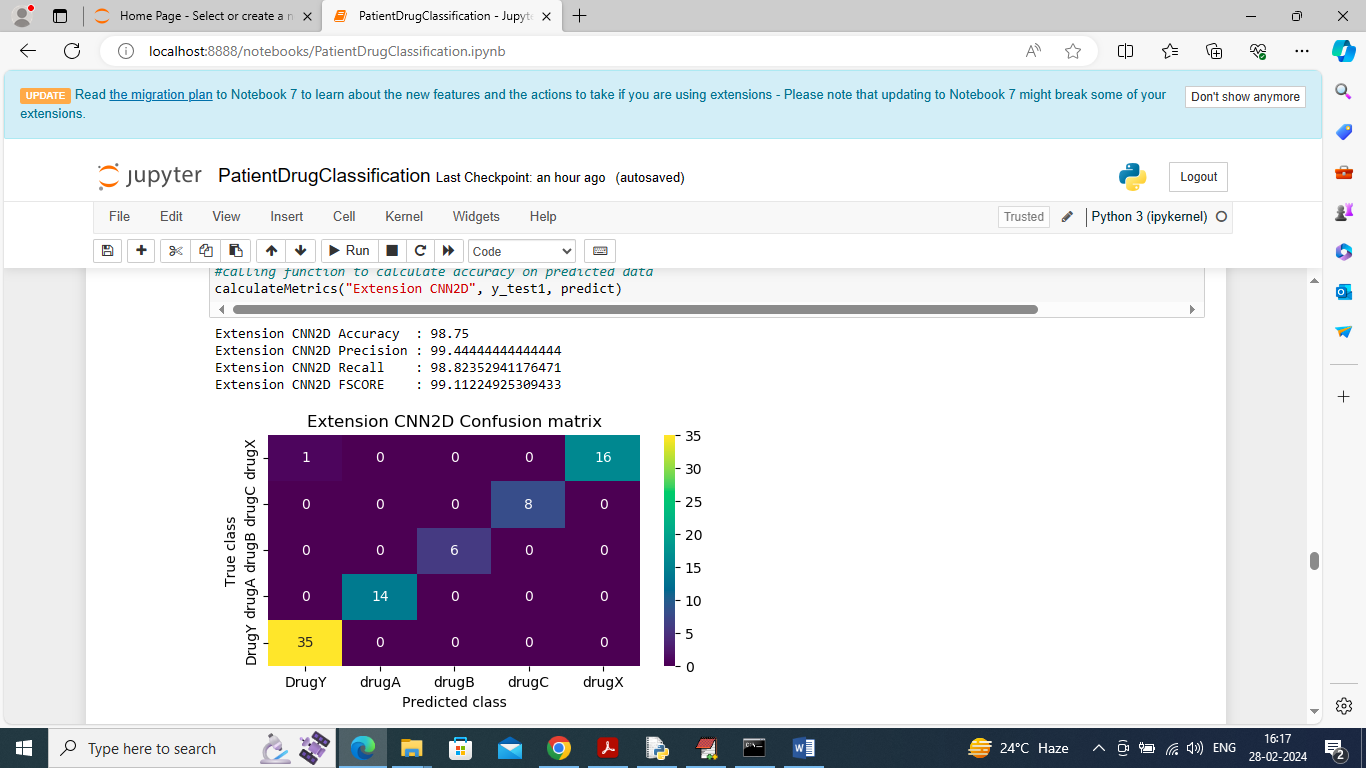 Home Page - Select or create a n
PatientDrugClassification - Jupyte
localhost:8888/notebooks/PatientDrugClassification.ipynb
UPDATE Read the migration plan to Notebook 7 to learn about the new features and the actions to take if you are using extensions - Please note that updating to Notebook 7 might break some of your
extensions.
Don't show anymore
jupyter PatientDrugClassification Last Checkpoint: an hour ago (autosaved)
Logout
File Edit View Insert Cell Kernel Widgets Help
Trusted Python 3 (ipykernel)
Run Code
#calling function to calculate accuracy on predicted data
calculateMetrics("Extension CNN2D", y_test1, predict)
Extension CNN2D Accuracy : 98.75
Extension CNN2D Precision : 99.44444444444444
Extension CNN2D Recall : 98.82352941176471
Extension CNN2D FSCORE : 99.11224925309433
Extension CNN2D Confusion matrix
True class
drugX 1 0 0 0 16
drugC 0 0 0 8 0
drugB 0 0 6 0 0
drugA 0 14 0 0 0
DrugY 35 0 0 0 0
DrugY drugA drugB drugC drugX
Predicted class
35
30
25
20
15
10
5
0
Type here to search
24°C Haze
ENG
16:17
28-02-2024
2